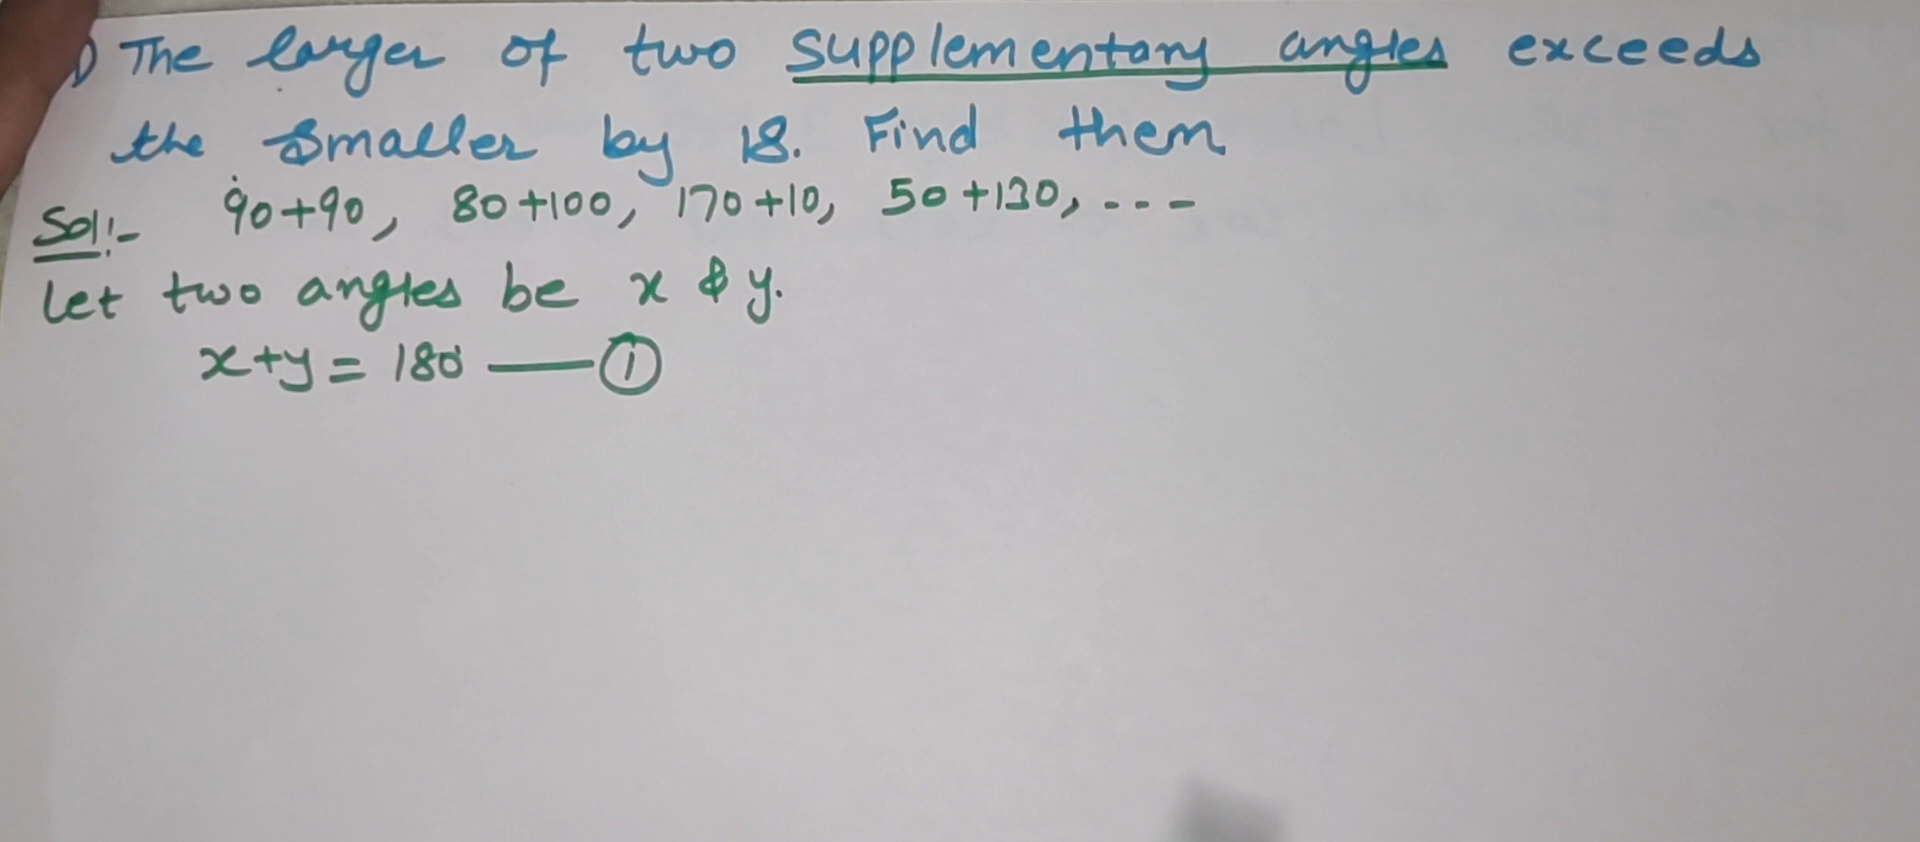 ) The larger of two supplementary angles exceeds
the smaller by 18. Find them
Sol:- 90+90, 80+100, 170+10, 50+130, ---
Let two angles be x & y.
x+y = 180 —— ①